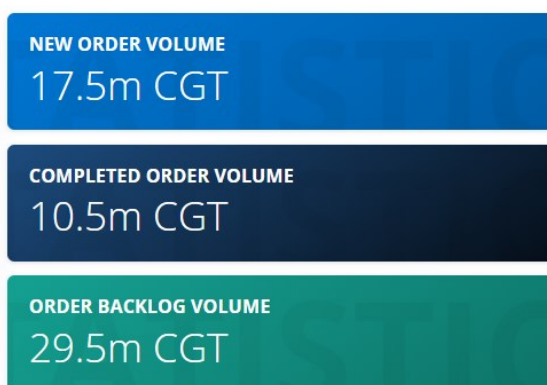 NEW ORDER VOLUME
17.5m CGT
COMPLETED ORDER VOLUME
10.5m CGT
ORDER BACKLOG VOLUME
29.5m CGT